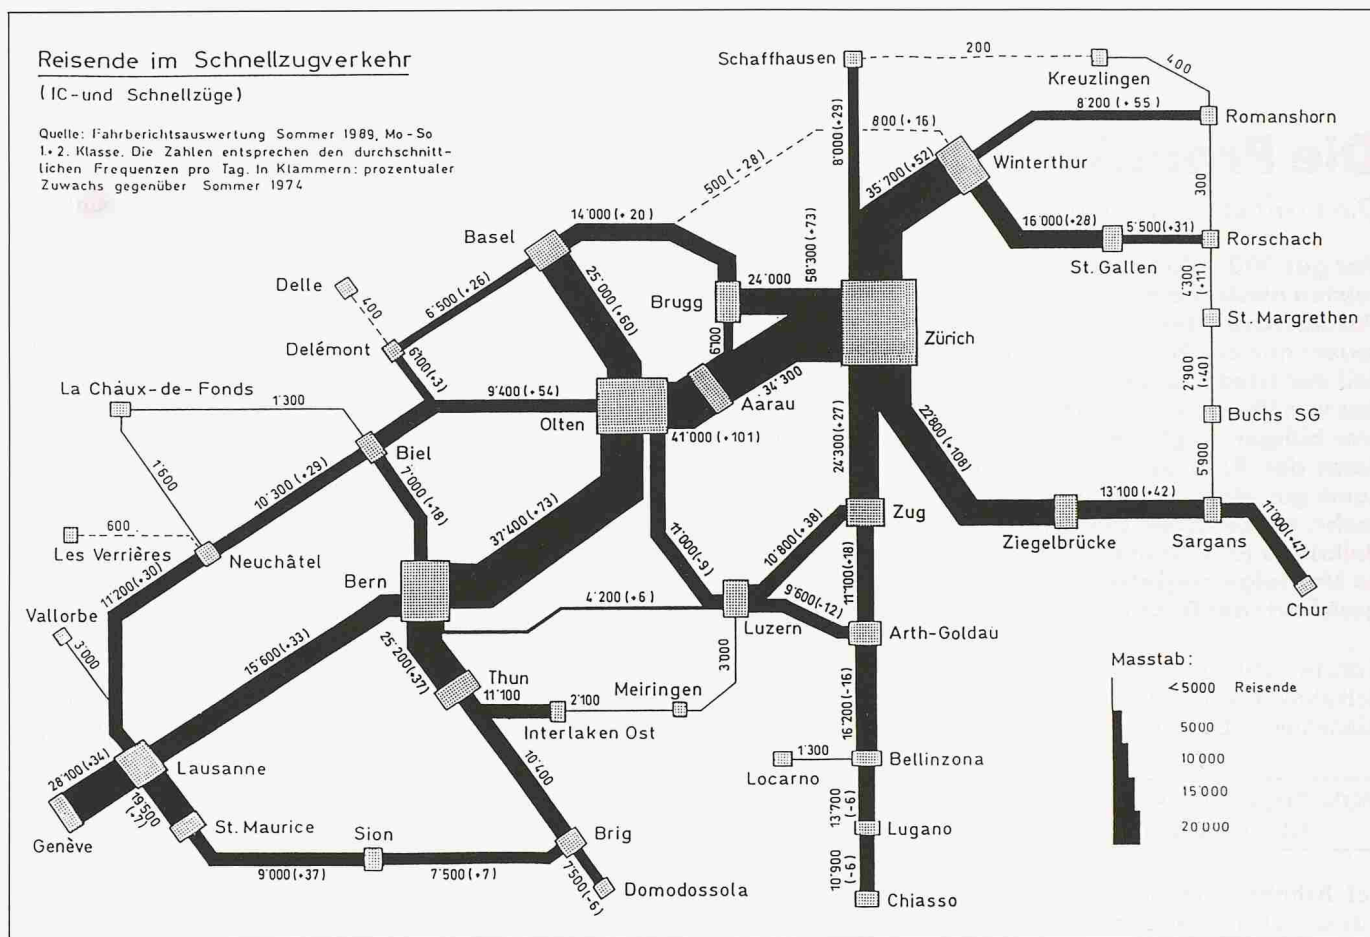 Reisende im Schnellzugverkehr
(IC-und Schnellzüge)
Quelle: Fahrberichtsauswertung Sommer 1989, Mo-So
1.+2. Klasse. Die Zahlen entsprechen den durchschnitt-
lichen Frequenzen pro Tag. In Klammern: prozentualer
Zuwachs gegenüber Sommer 1974
Schaffhausen
200
Kreuzlingen
400
8'200 (+55)
Romanshorn
8'000 (+29)
800 (+16)
500 (-28)
35'700 (+52)
Winterthur
300
14'000 (+20)
58'300 (+73)
16'000 (+28)
5'500 (+31)
Rorschach
St. Gallen
Basel
Delle
400
6'500 (+26)
25'000 (+60)
Brugg
24'000
4'300
(+11)
St. Margrethen
Zürich
Delémont
6'100 (+3)
6'100
34'300
Aarau
2'900
(+40)
La Chaux-de-Fonds
1'300
9'400 (+54)
Olten
41'000 (+101)
Buchs SG
Biel
1'600
10'300 (+29)
7'000 (+18)
24'300 (+27)
22'800 (+108)
5'900
600
Les Verrières
Neuchâtel
37'400 (+73)
11'000 (-9)
10'800 (+38)
Zug
13'100 (+42)
Ziegelbrücke
Sargans
11'000 (+47)
Chur
11'200 (+30)
Bern
4'200 (+6)
Luzern
9'600 (-12)
11'100 (+18)
Arth-Goldau
Vallorbe
3'000
15'600 (+33)
25'200 (+37)
Thun
11'100
2'100
Meiringen
3'000
Interlaken Ost
16'200 (-16)
Masstab:
<5000 Reisende
5000
10 000
15'000
20'000
28'100 (+34)
Lausanne
19'500
(+7)
10'400
1'300
Locarno
Bellinzona
Genève
St. Maurice
Sion
Brig
13'700
(-6)
Lugano
9'000 (+37)
7'500 (+7)
7'500 (-6)
Domodossola
10'900
(-6)
Chiasso